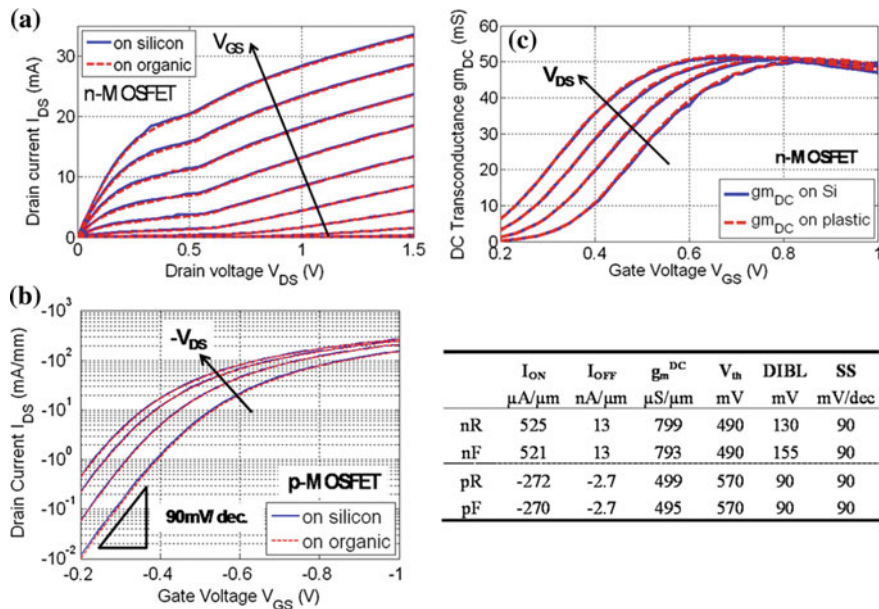 (a)
on silicon
on organic
n-MOSFET
V_GS
Drain current I_DS (mA)
30
20
10
0
0 0.5 1 1.5
Drain voltage V_DS (V)
(c)
DC Transconductance gm_DC (mS)
60
50
40
30
20
10
0
V_DS
n-MOSFET
gm_DC on Si
gm_DC on plastic
0.2 0.4 0.6 0.8 1
Gate Voltage V_GS (V)
(b)
Drain Current I_DS (mA/mm)
-10^3
-10^2
-10^1
-10^0
-10^-1
-10^-2
-V_DS
p-MOSFET
90mV/ dec.
on silicon
on organic
-0.2 -0.4 -0.6 -0.8 -1
Gate Voltage V_GS (V)
I_ON I_OFF g_m^DC V_th DIBL SS
µA/µm nA/µm µS/µm mV mV mV/dec
nR 525 13 799 490 130 90
nF 521 13 793 490 155 90
pR -272 -2.7 499 570 90 90
pF -270 -2.7 495 570 90 90